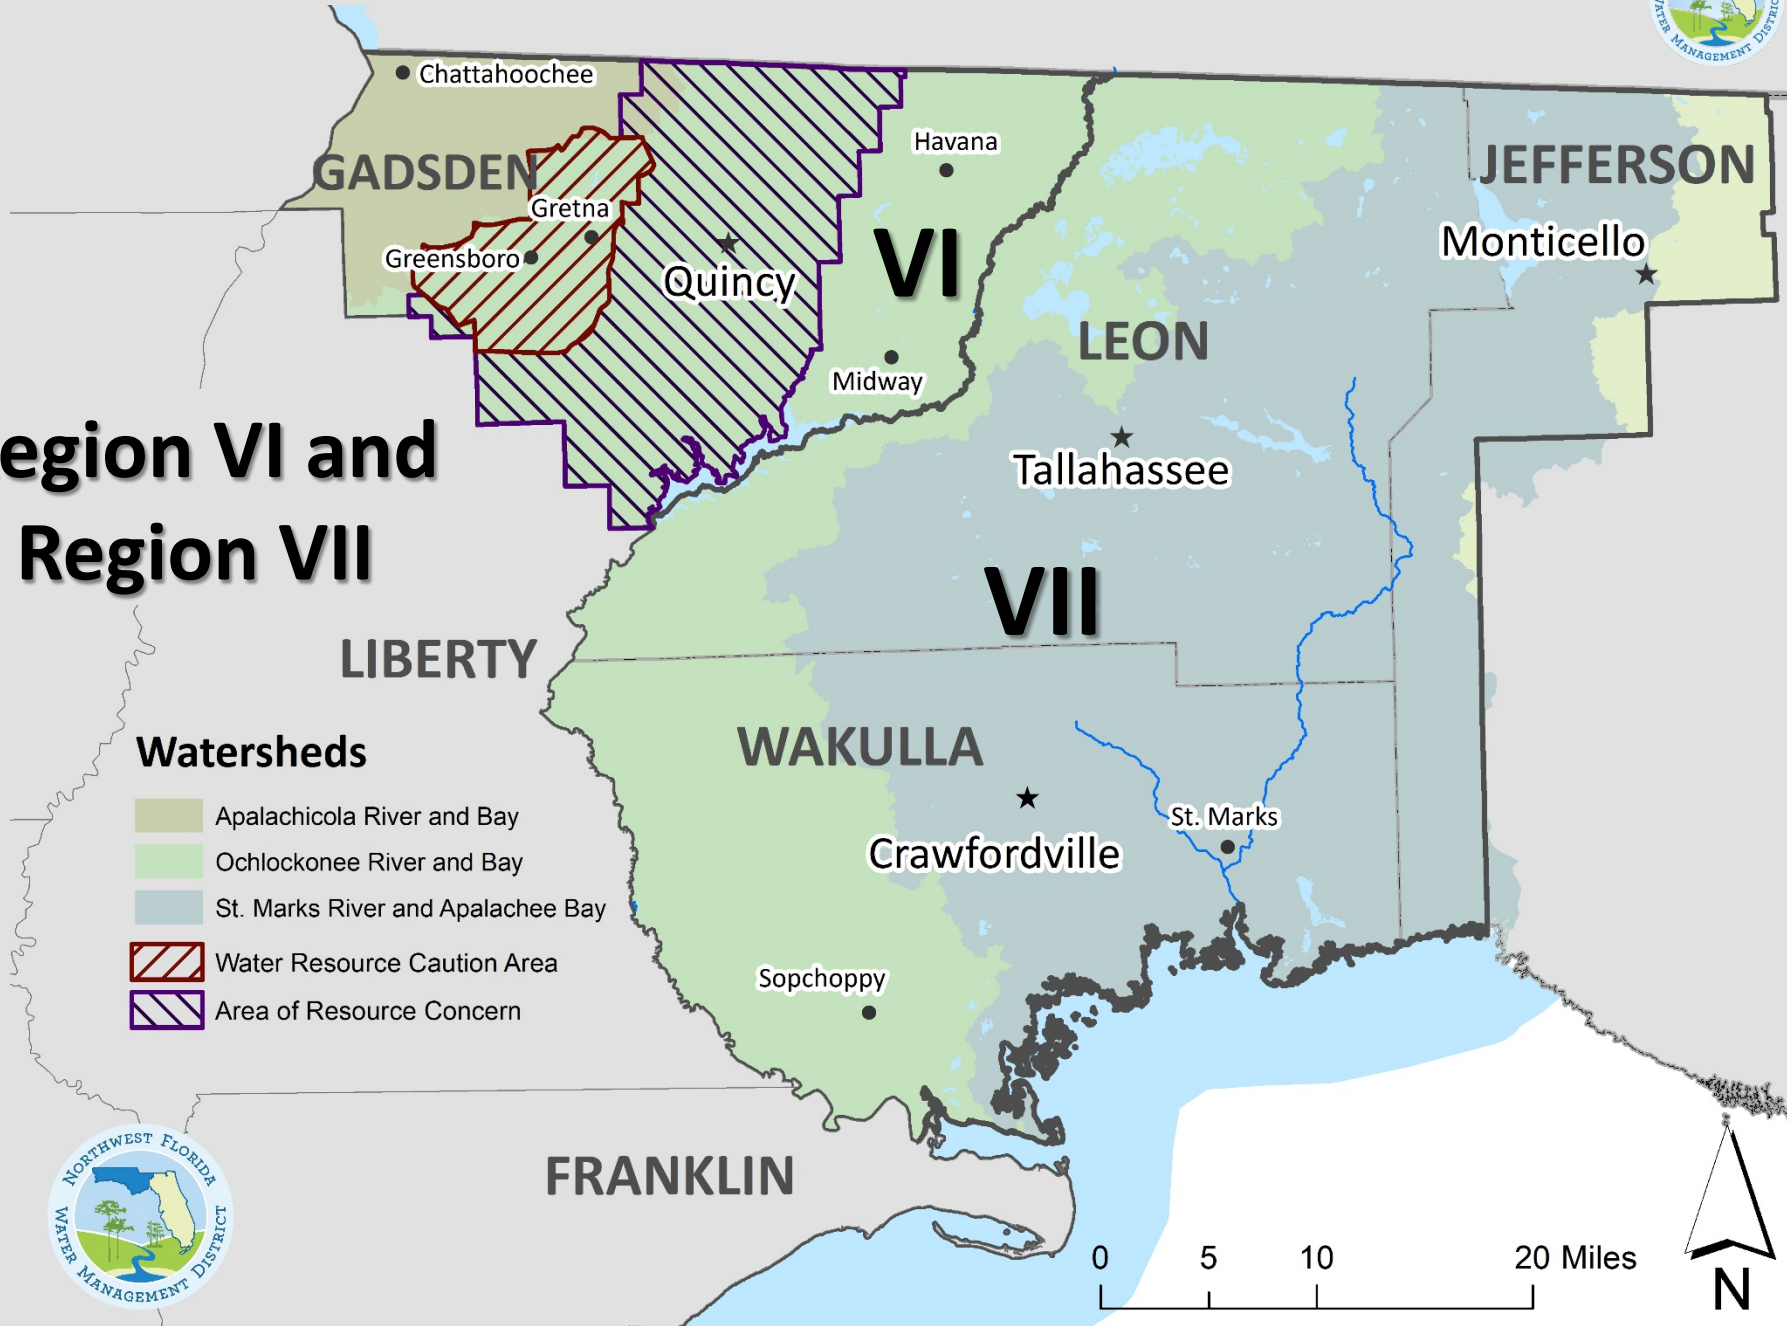 WATER MANAGEMENT DISTRICT
Chattahoochee
Havana
GADSDEN
JEFFERSON
Gretna
Monticello
Greensboro
Quincy
VI
LEON
Midway
egion VI and
Region VII
Tallahassee
VII
LIBERTY
WAKULLA
Watersheds
Apalachicola River and Bay
Ochlockonee River and Bay
St. Marks River and Apalachee Bay
Water Resource Caution Area
Area of Resource Concern
St. Marks
Crawfordville
Sopchoppy
FRANKLIN
NORTHWEST FLORIDA
WATER MANAGEMENT DISTRICT
0 5 10 20 Miles
N